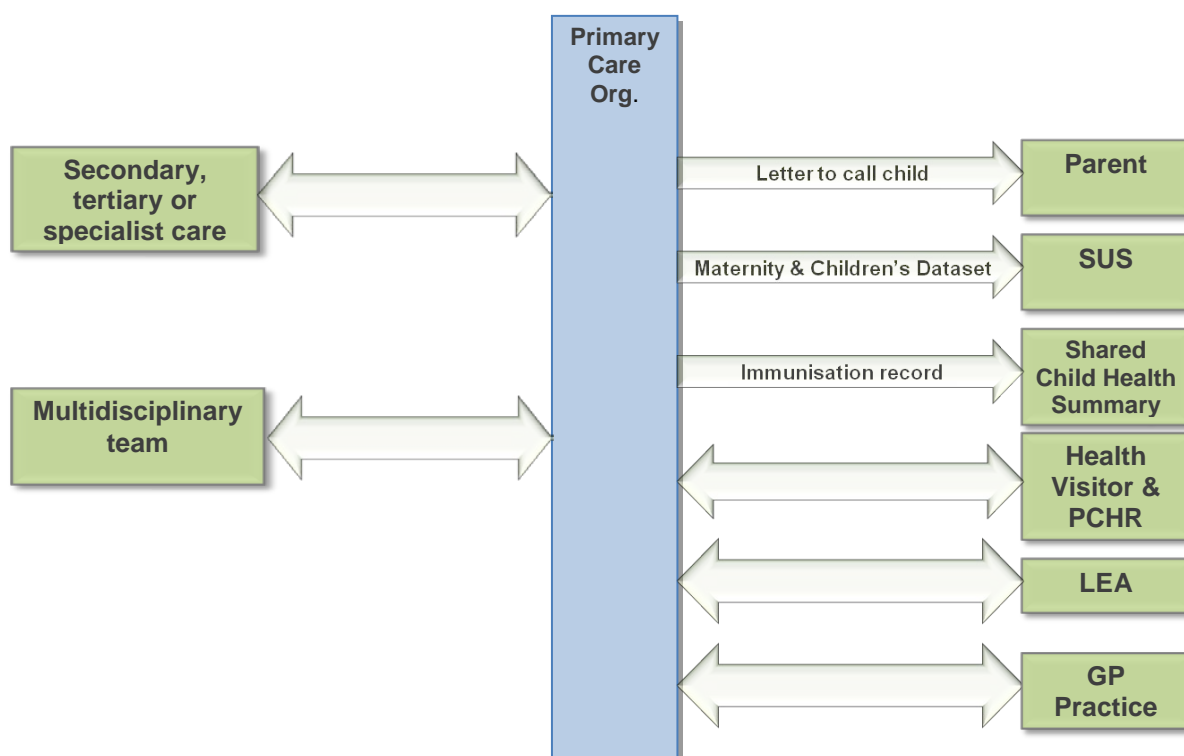 Primary
Care
Org.
Secondary,
tertiary or
specialist care
Letter to call child
Parent
Maternity & Children's Dataset
SUS
Immunisation record
Shared
Child Health
Summary
Multidisciplinary
team
Health
Visitor &
PCHR
LEA
GP
Practice